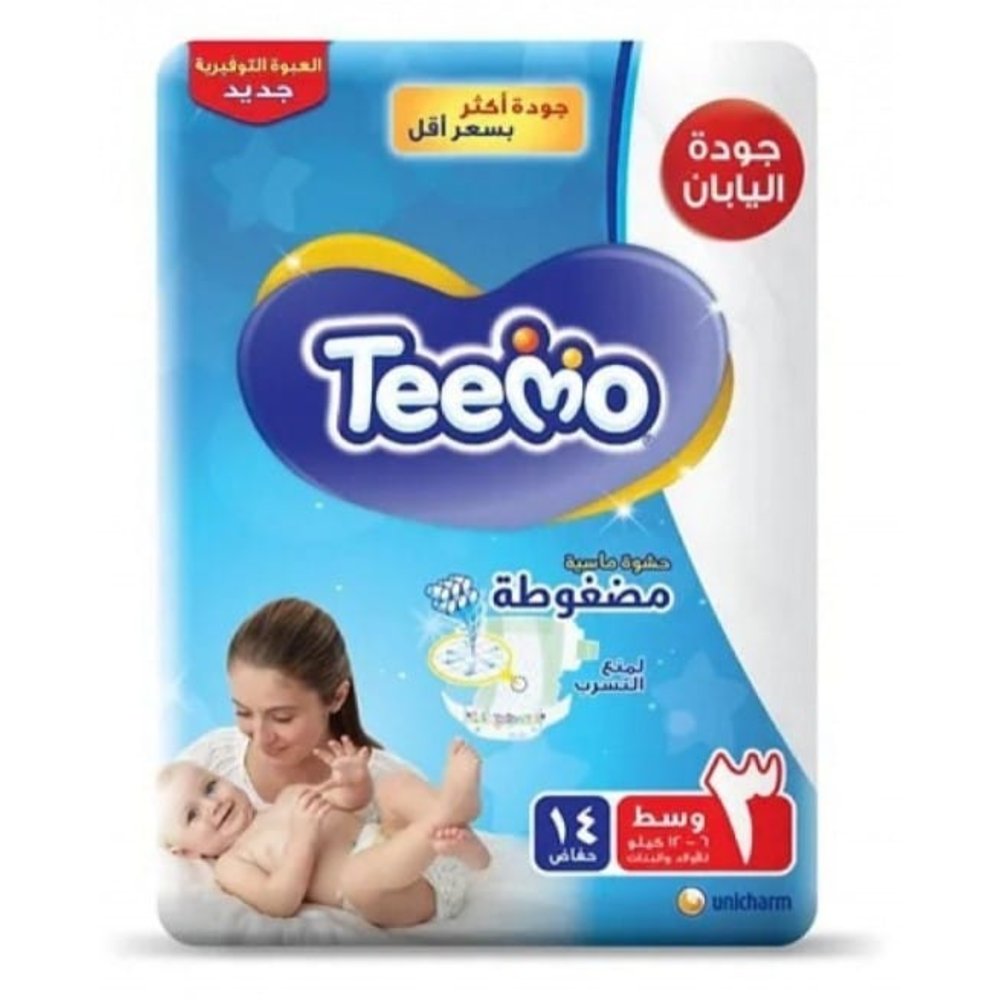 العبوة التوفيرية
جديد
جودة أكثر
بسعر أقل
جودة
اليابان
Teemo
حشوة ماسية
مضغوطة
لمنع
التسرب
٣
وسط
٦ - ١٢ كيلو
للأولاد والبنات
١٤
حفاض
unicharm